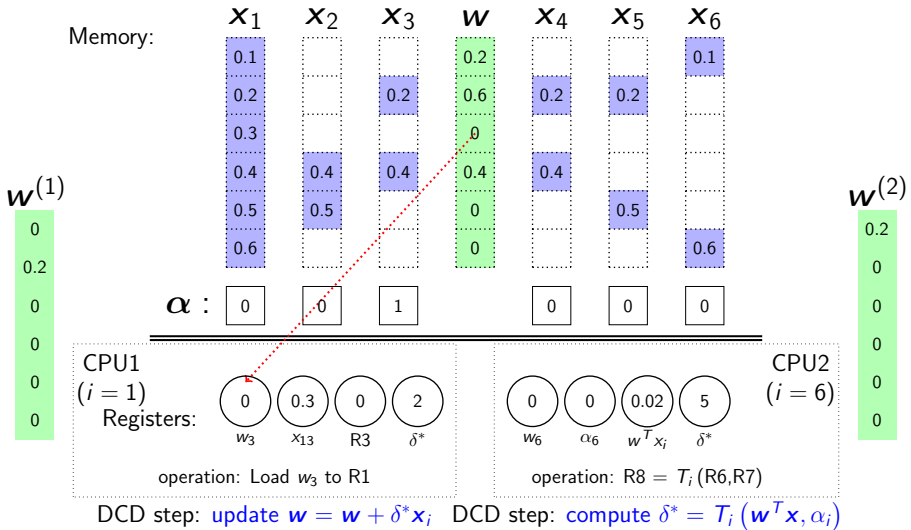 Memory: x₁ x₂ x₃ w x₄ x₅ x₆
0.1 0.2 0.1
0.2 0.2 0.6 0.2 0.2
0.3 0
0.4 0.4 0.4 0.4 0.4
0.5 0.5 0 0.5
0.6 0 0.6
w⁽¹⁾
0
0.2
0
0
0
0
w⁽²⁾
0.2
0
0
0
0
0
α : 0 0 1 0 0 0
CPU1
(i = 1)
Registers:
0 0.3 0 2
w₃ x₁₃ R3 δ*
operation: Load w₃ to R1
CPU2
(i = 6)
0 0 0.02 5
w₆ α₆ wᵀxᵢ δ*
operation: R8 = Tᵢ(R6,R7)
DCD step: update w = w + δ*xᵢ
DCD step: compute δ* = Tᵢ(wᵀx, αᵢ)